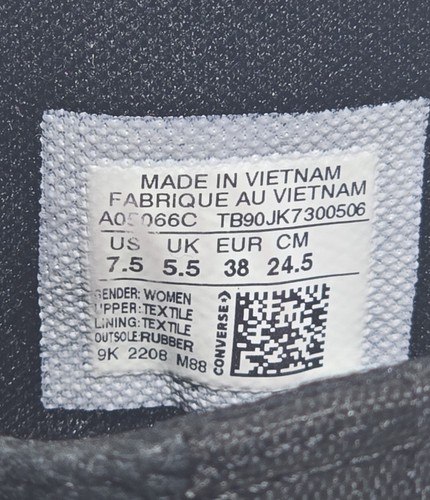 MADE IN VIETNAM
FABRIQUE AU VIETNAM
TB90JK7300506
US UK EUR CM
7.5 5.5 38 24.5
GENDER: WOMEN
UPPER: TEXTILE
LINING: TEXTILE
OUTSOLE: RUBBER
9K 2208 M88
CONVERSE